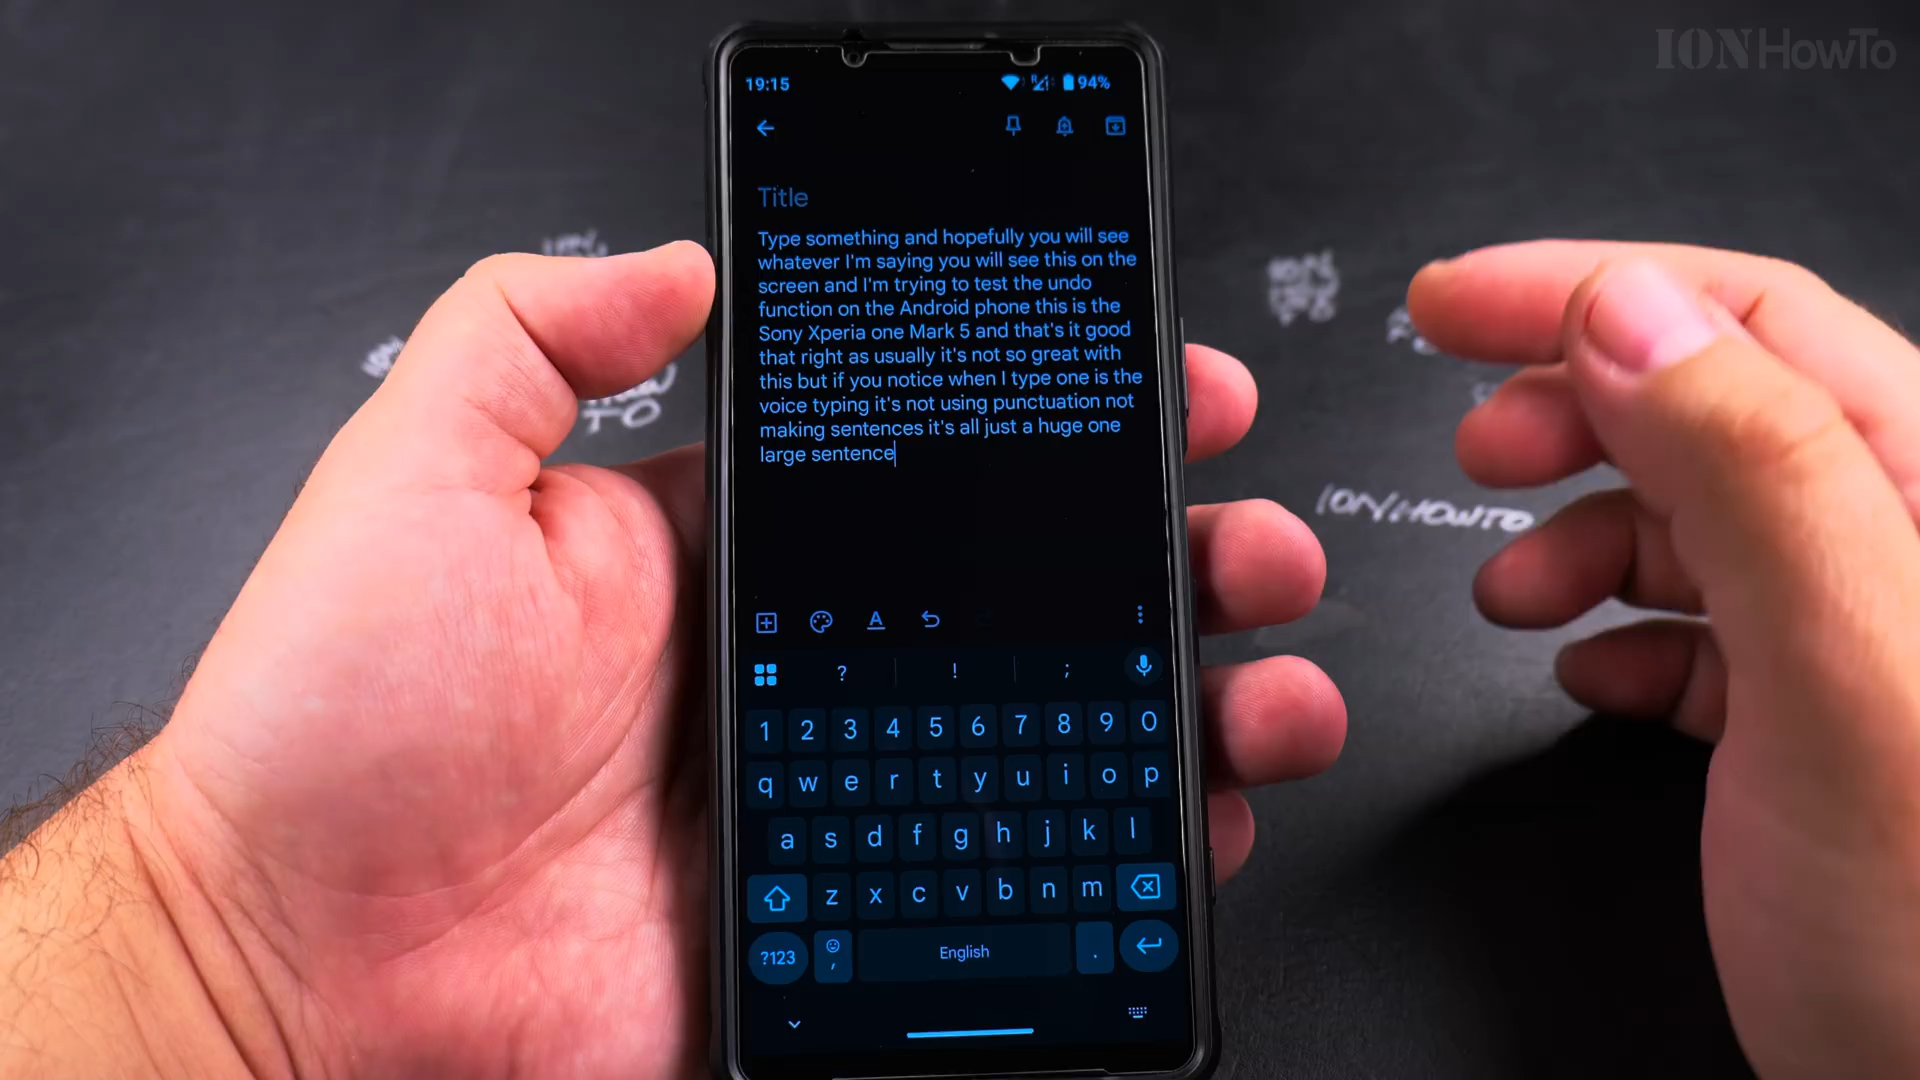 IONHowTo
19:15
R
94%
Title
Type something and hopefully you will see
whatever I'm saying you will see this on the
screen and I'm trying to test the undo
function on the Android phone this is the
Sony Xperia one Mark 5 and that's it good
that right as usually it's not so great with
this but if you notice when I type one is the
voice typing it's not using punctuation not
making sentences it's all just a huge one
large sentence
A
? ! ;
1 2 3 4 5 6 7 8 9 0
q w e r t y u i o p
a s d f g h j k l
z x c v b n m
?123 , English .
ION/HOWTO
TO